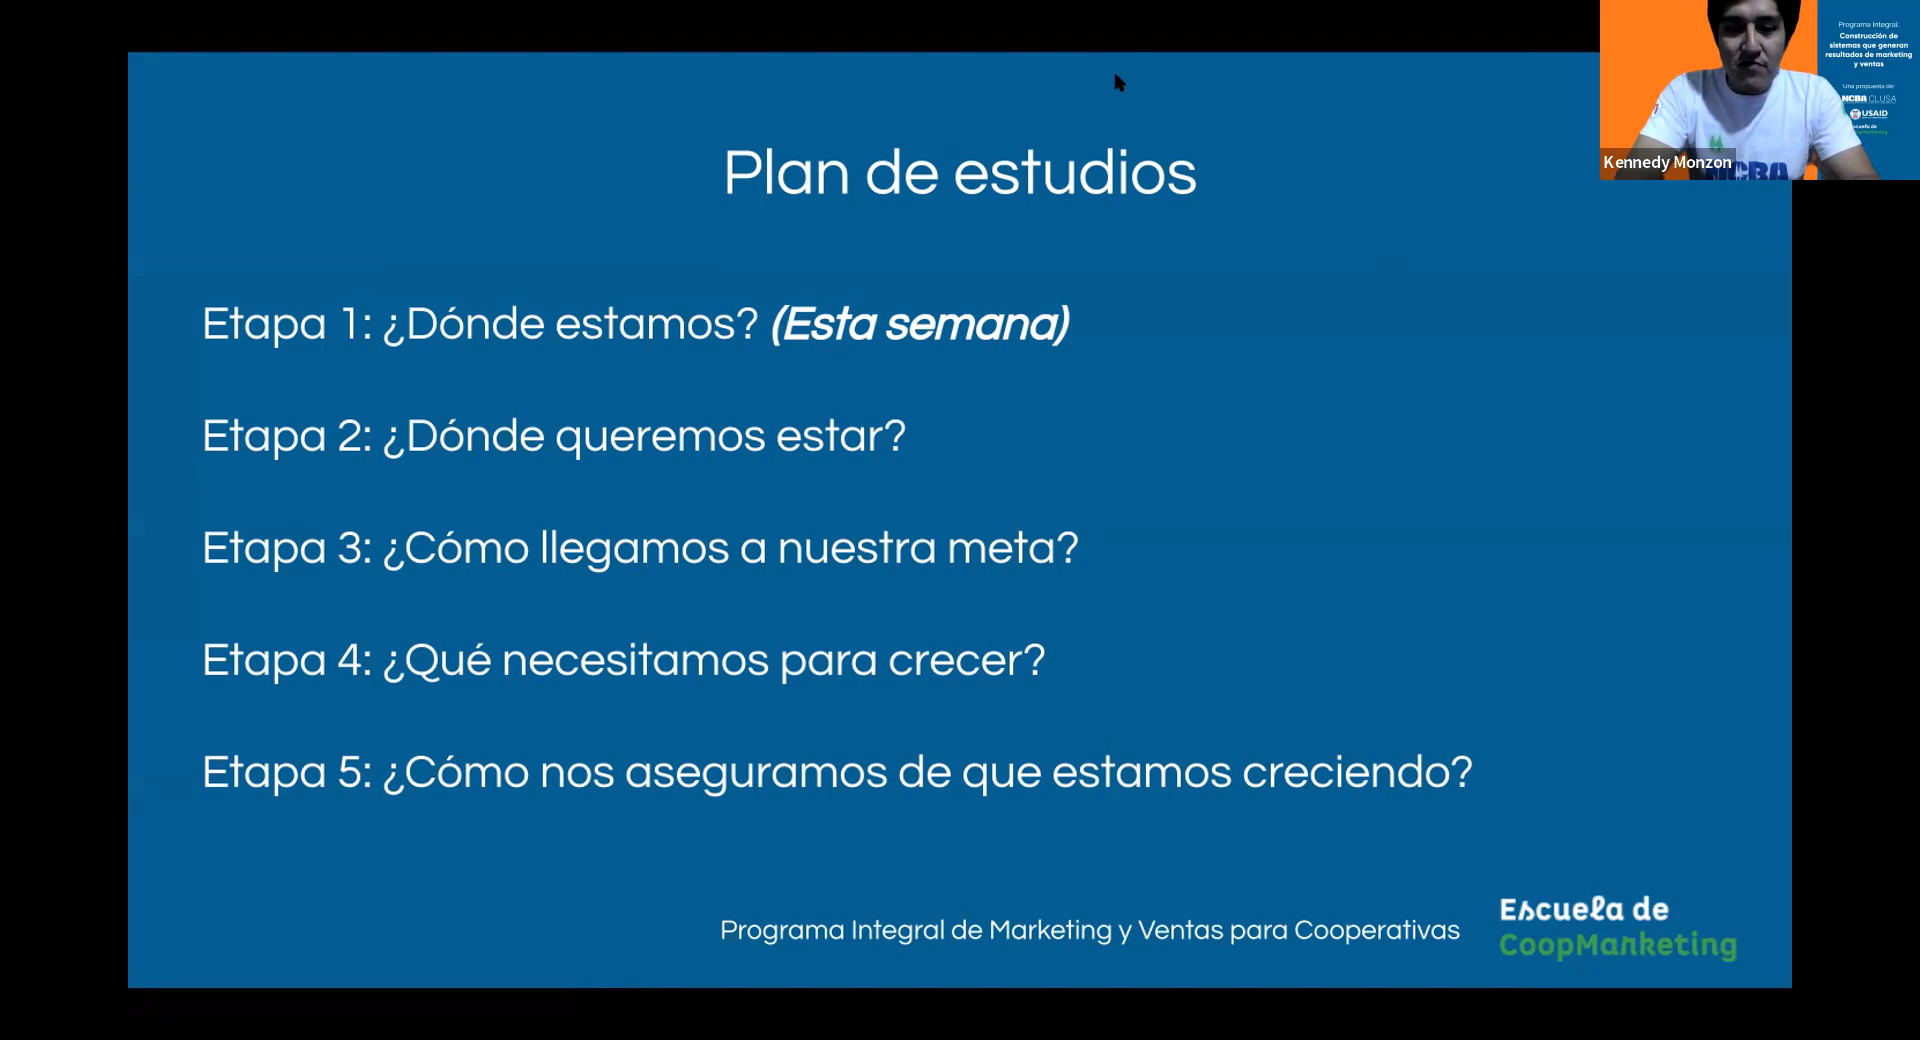 Programa Integral:
Construcción de
sistemas que generan
resultados de marketing
y ventas
Una propuesta de:
NCBA CLUSA
USAID
Kennedy Monzon
NCBA
Plan de estudios
Etapa 1: ¿Dónde estamos? (Esta semana)
Etapa 2: ¿Dónde queremos estar?
Etapa 3: ¿Cómo llegamos a nuestra meta?
Etapa 4: ¿Qué necesitamos para crecer?
Etapa 5: ¿Cómo nos aseguramos de que estamos creciendo?
Programa Integral de Marketing y Ventas para Cooperativas
Escuela de
CoopMarketing